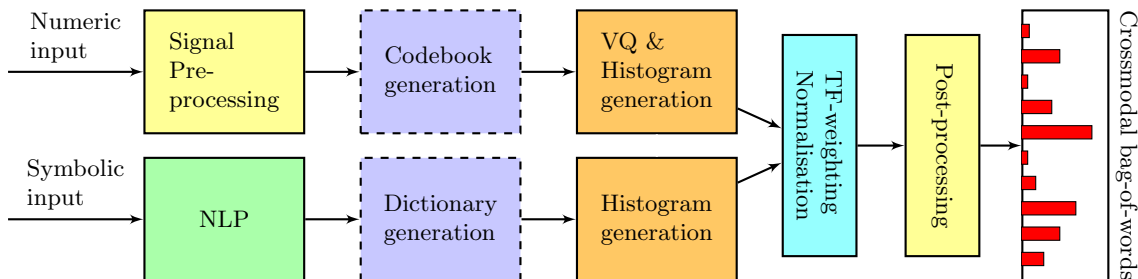 Numeric
input
Signal
Pre-
processing
Codebook
generation
VQ &
Histogram
generation
Symbolic
input
NLP
Dictionary
generation
Histogram
generation
TF-weighting
Normalisation
Post-processing
Crossmodal bag-of-words